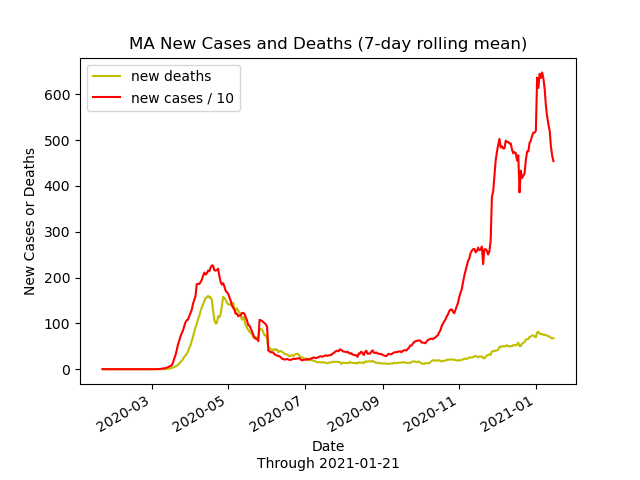 MA New Cases and Deaths (7-day rolling mean)
new deaths
new cases / 10
600
500
400
300
200
100
0
New Cases or Deaths
2020-03
2020-05
2020-07
2020-09
2020-11
2021-01
Date
Through 2021-01-21